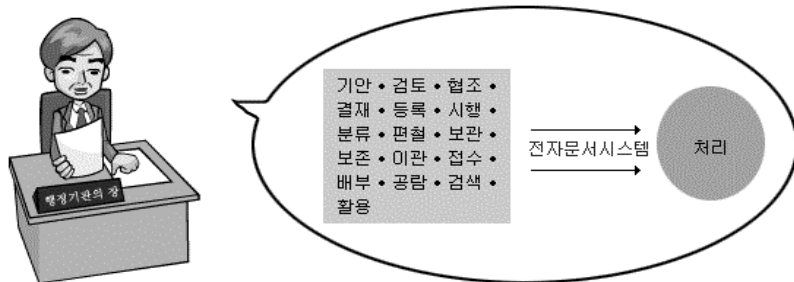 기안 • 검토 • 협조 •
결재 • 등록 • 시행 •
분류 • 편철 • 보관 •
보존 • 이관 • 접수 •
배부 • 공람 • 검색 •
활용
전자문서시스템
처리
행정기관의 장